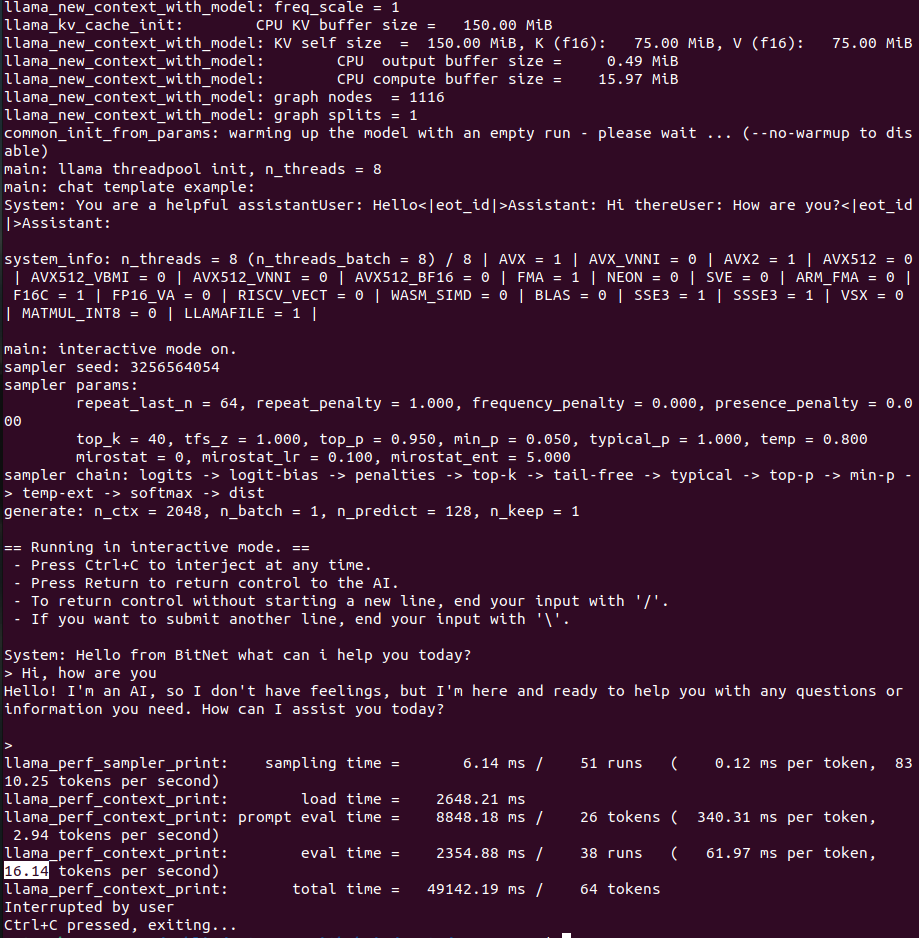 llama_new_context_with_model: freq_scale = 1
llama_kv_cache_init:        CPU KV buffer size =   150.00 MiB
llama_new_context_with_model: KV self size  =  150.00 MiB, K (f16):   75.00 MiB, V (f16):   75.00 MiB
llama_new_context_with_model:        CPU  output buffer size =     0.49 MiB
llama_new_context_with_model:        CPU compute buffer size =    15.97 MiB
llama_new_context_with_model: graph nodes  = 1116
llama_new_context_with_model: graph splits = 1
common_init_from_params: warming up the model with an empty run - please wait ... (--no-warmup to dis
able)
main: llama threadpool init, n_threads = 8
main: chat template example:
System: You are a helpful assistantUser: Hello<|eot_id|>Assistant: Hi thereUser: How are you?<|eot_id
|>Assistant:
system_info: n_threads = 8 (n_threads_batch = 8) / 8 | AVX = 1 | AVX_VNNI = 0 | AVX2 = 1 | AVX512 = 0
 | AVX512_VBMI = 0 | AVX512_VNNI = 0 | AVX512_BF16 = 0 | FMA = 1 | NEON = 0 | SVE = 0 | ARM_FMA = 0 |
 F16C = 1 | FP16_VA = 0 | RISCV_VECT = 0 | WASM_SIMD = 0 | BLAS = 0 | SSE3 = 1 | SSSE3 = 1 | VSX = 0
| MATMUL_INT8 = 0 | LLAMAFILE = 1 |
main: interactive mode on.
sampler seed: 3256564054
sampler params:
        repeat_last_n = 64, repeat_penalty = 1.000, frequency_penalty = 0.000, presence_penalty = 0.0
00
        top_k = 40, tfs_z = 1.000, top_p = 0.950, min_p = 0.050, typical_p = 1.000, temp = 0.800
        mirostat = 0, mirostat_lr = 0.100, mirostat_ent = 5.000
sampler chain: logits -> logit-bias -> penalties -> top-k -> tail-free -> typical -> top-p -> min-p -
> temp-ext -> softmax -> dist
generate: n_ctx = 2048, n_batch = 1, n_predict = 128, n_keep = 1
== Running in interactive mode. ==
 - Press Ctrl+C to interject at any time.
 - Press Return to return control to the AI.
 - To return control without starting a new line, end your input with '/'.
 - If you want to submit another line, end your input with '\'.
System: Hello from BitNet what can i help you today?
> Hi, how are you
Hello! I'm an AI, so I don't have feelings, but I'm here and ready to help you with any questions or
information you need. How can I assist you today?
>
llama_perf_sampler_print:    sampling time =       6.14 ms /    51 runs   (    0.12 ms per token,  83
10.25 tokens per second)
llama_perf_context_print:        load time =    2648.21 ms
llama_perf_context_print: prompt eval time =    8848.18 ms /    26 tokens (  340.31 ms per token,
 2.94 tokens per second)
llama_perf_context_print:        eval time =    2354.88 ms /    38 runs   (   61.97 ms per token,
16.14 tokens per second)
llama_perf_context_print:       total time =   49142.19 ms /    64 tokens
Interrupted by user
Ctrl+C pressed, exiting...